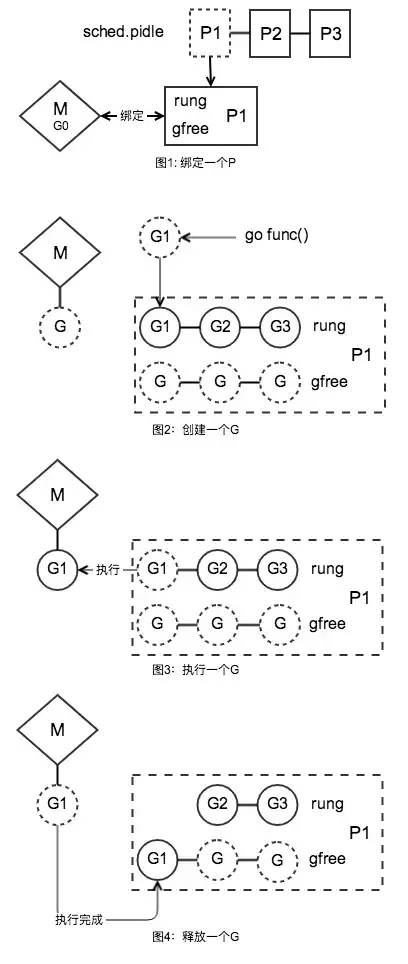 sched.pidle P1 P2 P3
M
G0
绑定
rung
gfree
P1
图1: 绑定一个P
M
G
G1
go func()
G1 G2 G3 rung
P1
G G G gfree
图2：创建一个G
M
G1
执行
G1 G2 G3 rung
P1
G G G gfree
图3：执行一个G
M
G1
G2 G3 rung
P1
G1 G G gfree
执行完成
图4：释放一个G